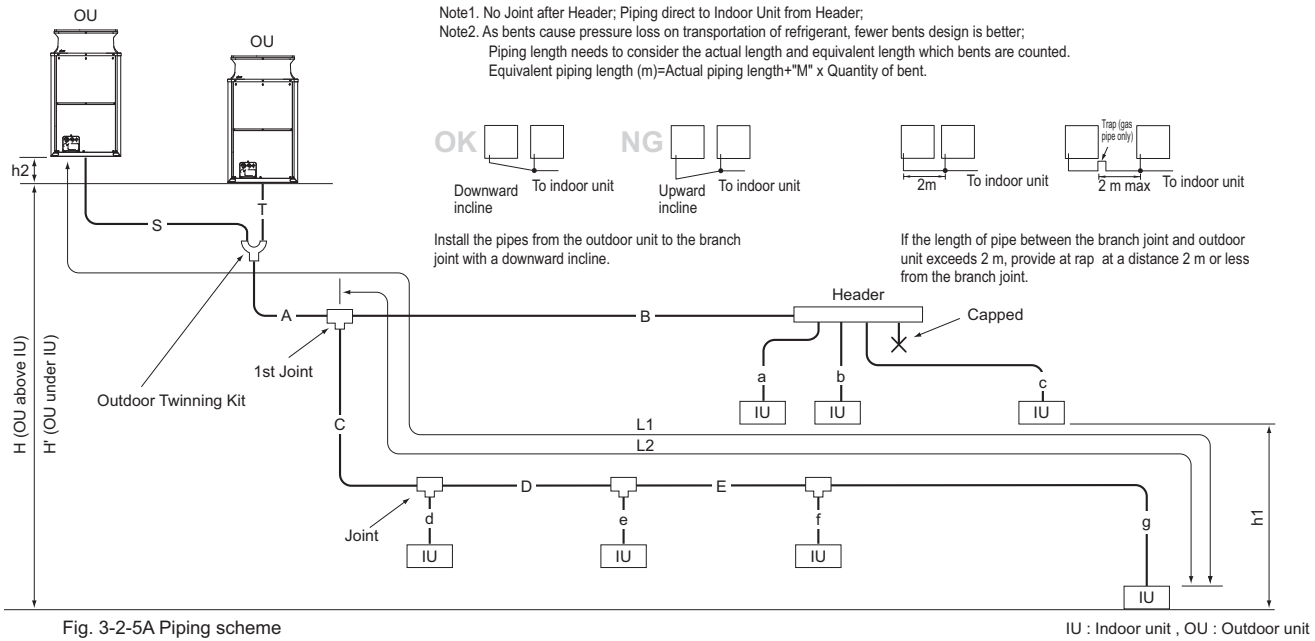 OU
OU
Note1. No Joint after Header; Piping direct to Indoor Unit from Header;
Note2. As bents cause pressure loss on transportation of refrigerant, fewer bents design is better;
Piping length needs to consider the actual length and equivalent length which bents are counted.
Equivalent piping length (m)=Actual piping length+"M" x Quantity of bent.
OK
NG
Downward
incline
To indoor unit
Upward
incline
To indoor unit
2m
To indoor unit
Trap (gas
pipe only)
2 m max
To indoor unit
Install the pipes from the outdoor unit to the branch
joint with a downward incline.
If the length of pipe between the branch joint and outdoor
unit exceeds 2 m, provide at rap at a distance 2 m or less
from the branch joint.
h2
S
T
H (OU above IU)
H' (OU under IU)
A
1st Joint
Outdoor Twinning Kit
B
Header
Capped
a
b
c
IU
IU
IU
C
L1
L2
D
E
Joint
d
e
f
g
IU
IU
IU
IU
h1
Fig. 3-2-5A Piping scheme
IU : Indoor unit , OU : Outdoor unit